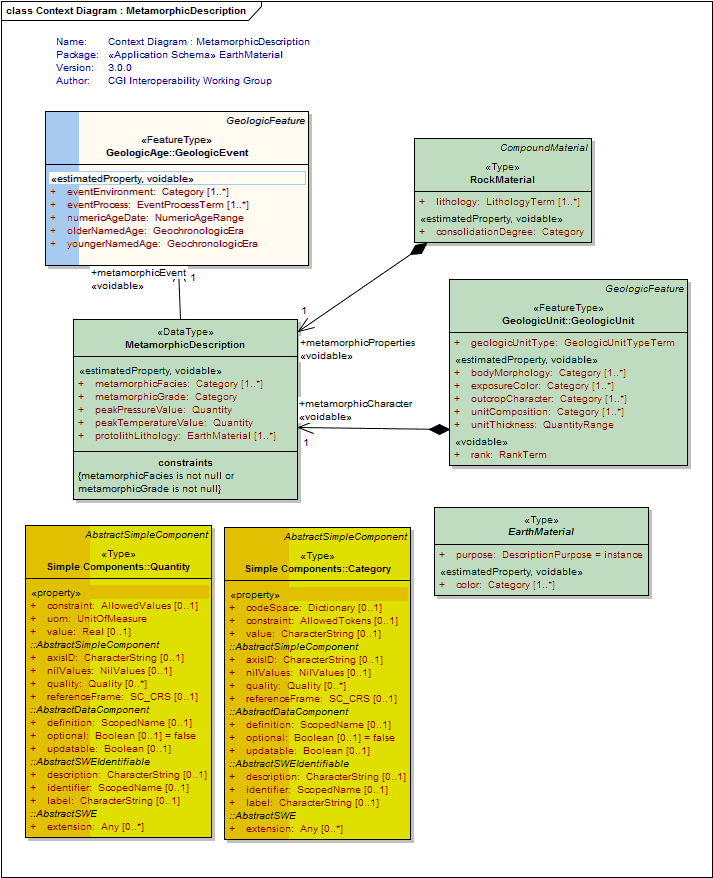 class Context Diagram : MetamorphicDescription
Name: Context Diagram : MetamorphicDescription
Package: «Application Schema» EarthMaterial
Version: 3.0.0
Author: CGI Interoperability Working Group
GeologicFeature
«FeatureType»
GeologicAge::GeologicEvent
«estimatedProperty, voidable»
+ eventEnvironment: Category [1..*]
+ eventProcess: EventProcessTerm [1..*]
+ numericAgeDate: NumericAgeRange
+ olderNamedAge: GeochronologicEra
+ youngerNamedAge: GeochronologicEra
CompoundMaterial
«Type»
RockMaterial
+ lithology: LithologyTerm [1..*]
«estimatedProperty, voidable»
+ consolidationDegree: Category
+metamorphicEvent
«voidable»
1
1
+metamorphicProperties
«voidable»
GeologicFeature
«FeatureType»
GeologicUnit::GeologicUnit
+ geologicUnitType: GeologicUnitTypeTerm
«estimatedProperty, voidable»
+ bodyMorphology: Category [1..*]
+ exposureColor: Category [1..*]
+ outcropCharacter: Category [1..*]
+ unitComposition: Category [1..*]
+ unitThickness: QuantityRange
«voidable»
+ rank: RankTerm
«DataType»
MetamorphicDescription
«estimatedProperty, voidable»
+ metamorphicFacies: Category [1..*]
+ metamorphicGrade: Category
+ peakPressureValue: Quantity
+ peakTemperatureValue: Quantity
+ protolithLithology: EarthMaterial [1..*]
constraints
{metamorphicFacies is not null or
metamorphicGrade is not null}
+metamorphicCharacter
«voidable»
1
«Type»
EarthMaterial
+ purpose: DescriptionPurpose = instance
«estimatedProperty, voidable»
+ color: Category [1..*]
AbstractSimpleComponent
«Type»
Simple Components::Quantity
«property»
+ constraint: AllowedValues [0..1]
+ uom: UnitOfMeasure
+ value: Real [0..1]
::AbstractSimpleComponent
+ axisID: CharacterString [0..1]
+ nilValues: NilValues [0..1]
+ quality: Quality [0..*]
+ referenceFrame: SC_CRS [0..1]
::AbstractDataComponent
+ definition: ScopedName [0..1]
+ optional: Boolean [0..1] = false
+ updatable: Boolean [0..1]
::AbstractSWEIdentifiable
+ description: CharacterString [0..1]
+ identifier: ScopedName [0..1]
+ label: CharacterString [0..1]
::AbstractSWE
+ extension: Any [0..*]
AbstractSimpleComponent
«Type»
Simple Components::Category
«property»
+ codeSpace: Dictionary [0..1]
+ constraint: AllowedTokens [0..1]
+ value: CharacterString [0..1]
::AbstractSimpleComponent
+ axisID: CharacterString [0..1]
+ nilValues: NilValues [0..1]
+ quality: Quality [0..*]
+ referenceFrame: SC_CRS [0..1]
::AbstractDataComponent
+ definition: ScopedName [0..1]
+ optional: Boolean [0..1] = false
+ updatable: Boolean [0..1]
::AbstractSWEIdentifiable
+ description: CharacterString [0..1]
+ identifier: ScopedName [0..1]
+ label: CharacterString [0..1]
::AbstractSWE
+ extension: Any [0..*]